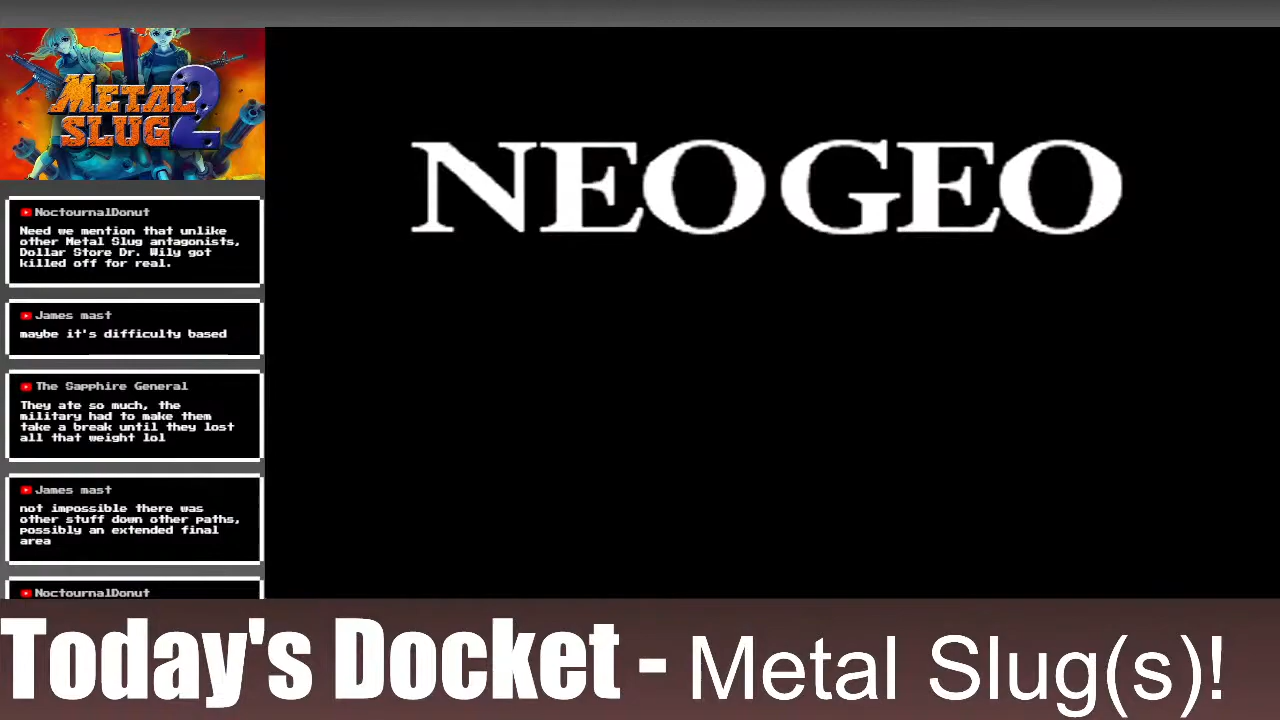 METAL
SLUG 2
NEOGEO
NoctournalDonut
Need we mention that unlike
other Metal Slug antagonists,
Dollar Store Dr. Wily got
killed off for real.
James mast
maybe it's difficulty based
The Sapphire General
They ate so much, the
military had to make them
take a break until they lost
all that weight lol
James mast
not impossible there was
other stuff down other paths,
possibly an extended final
area
NoctournalDonut
Today's Docket - Metal Slug(s)!